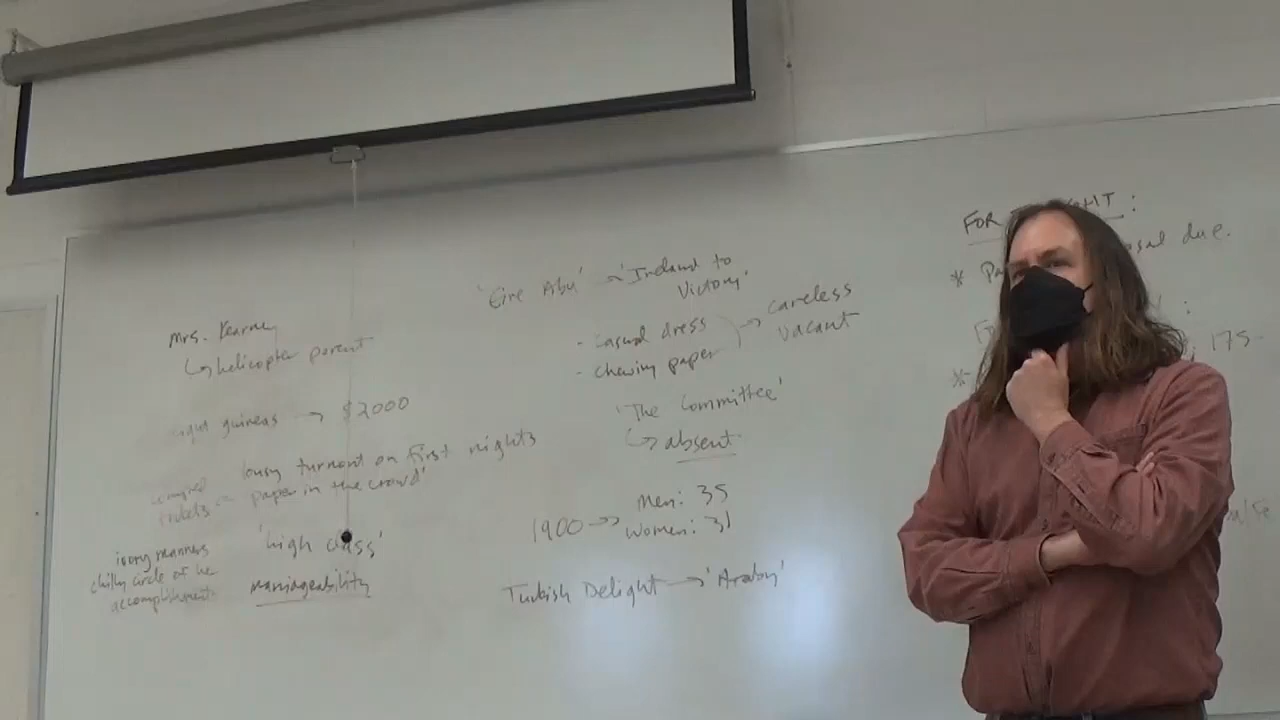 Mrs. Kearney
↳ helicopter parent
eight guineas → $2000
lousy turnout on first nights
tickets paper in the crowd'
'high class'
ivory manners
chilly circle of her
accomplishments
marriageability
'Eire Abu' → 'Ireland to
Victory'
- casual dress
- chewing paper
→ careless
vacant
'The Committee'
↳ absent
1900 → Men: 35
Women: 31
Turkish Delight → 'Araby'
FOR
* due.
175